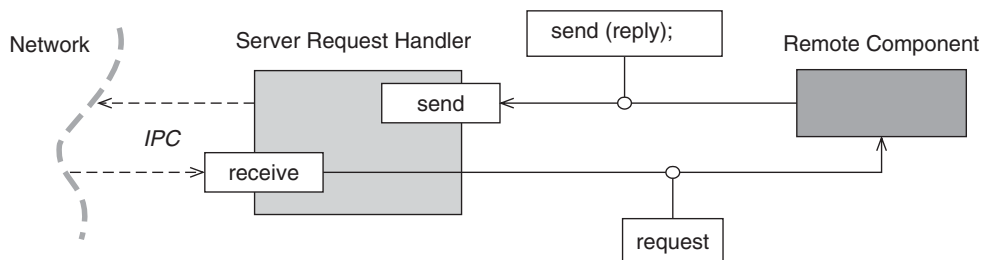 Network
Server Request Handler
send (reply);
Remote Component
send
IPC
receive
request